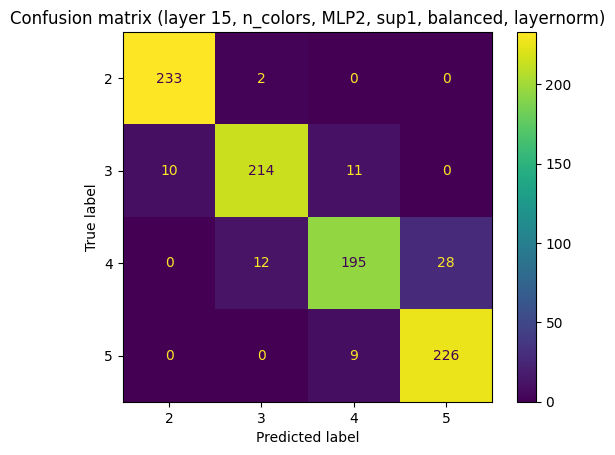 Confusion matrix (layer 15, n_colors, MLP2, sup1, balanced, layernorm)
2 233 2 0 0
3 10 214 11 0
4 0 12 195 28
5 0 0 9 226
2 3 4 5
True label
Predicted label
200
150
100
50
0